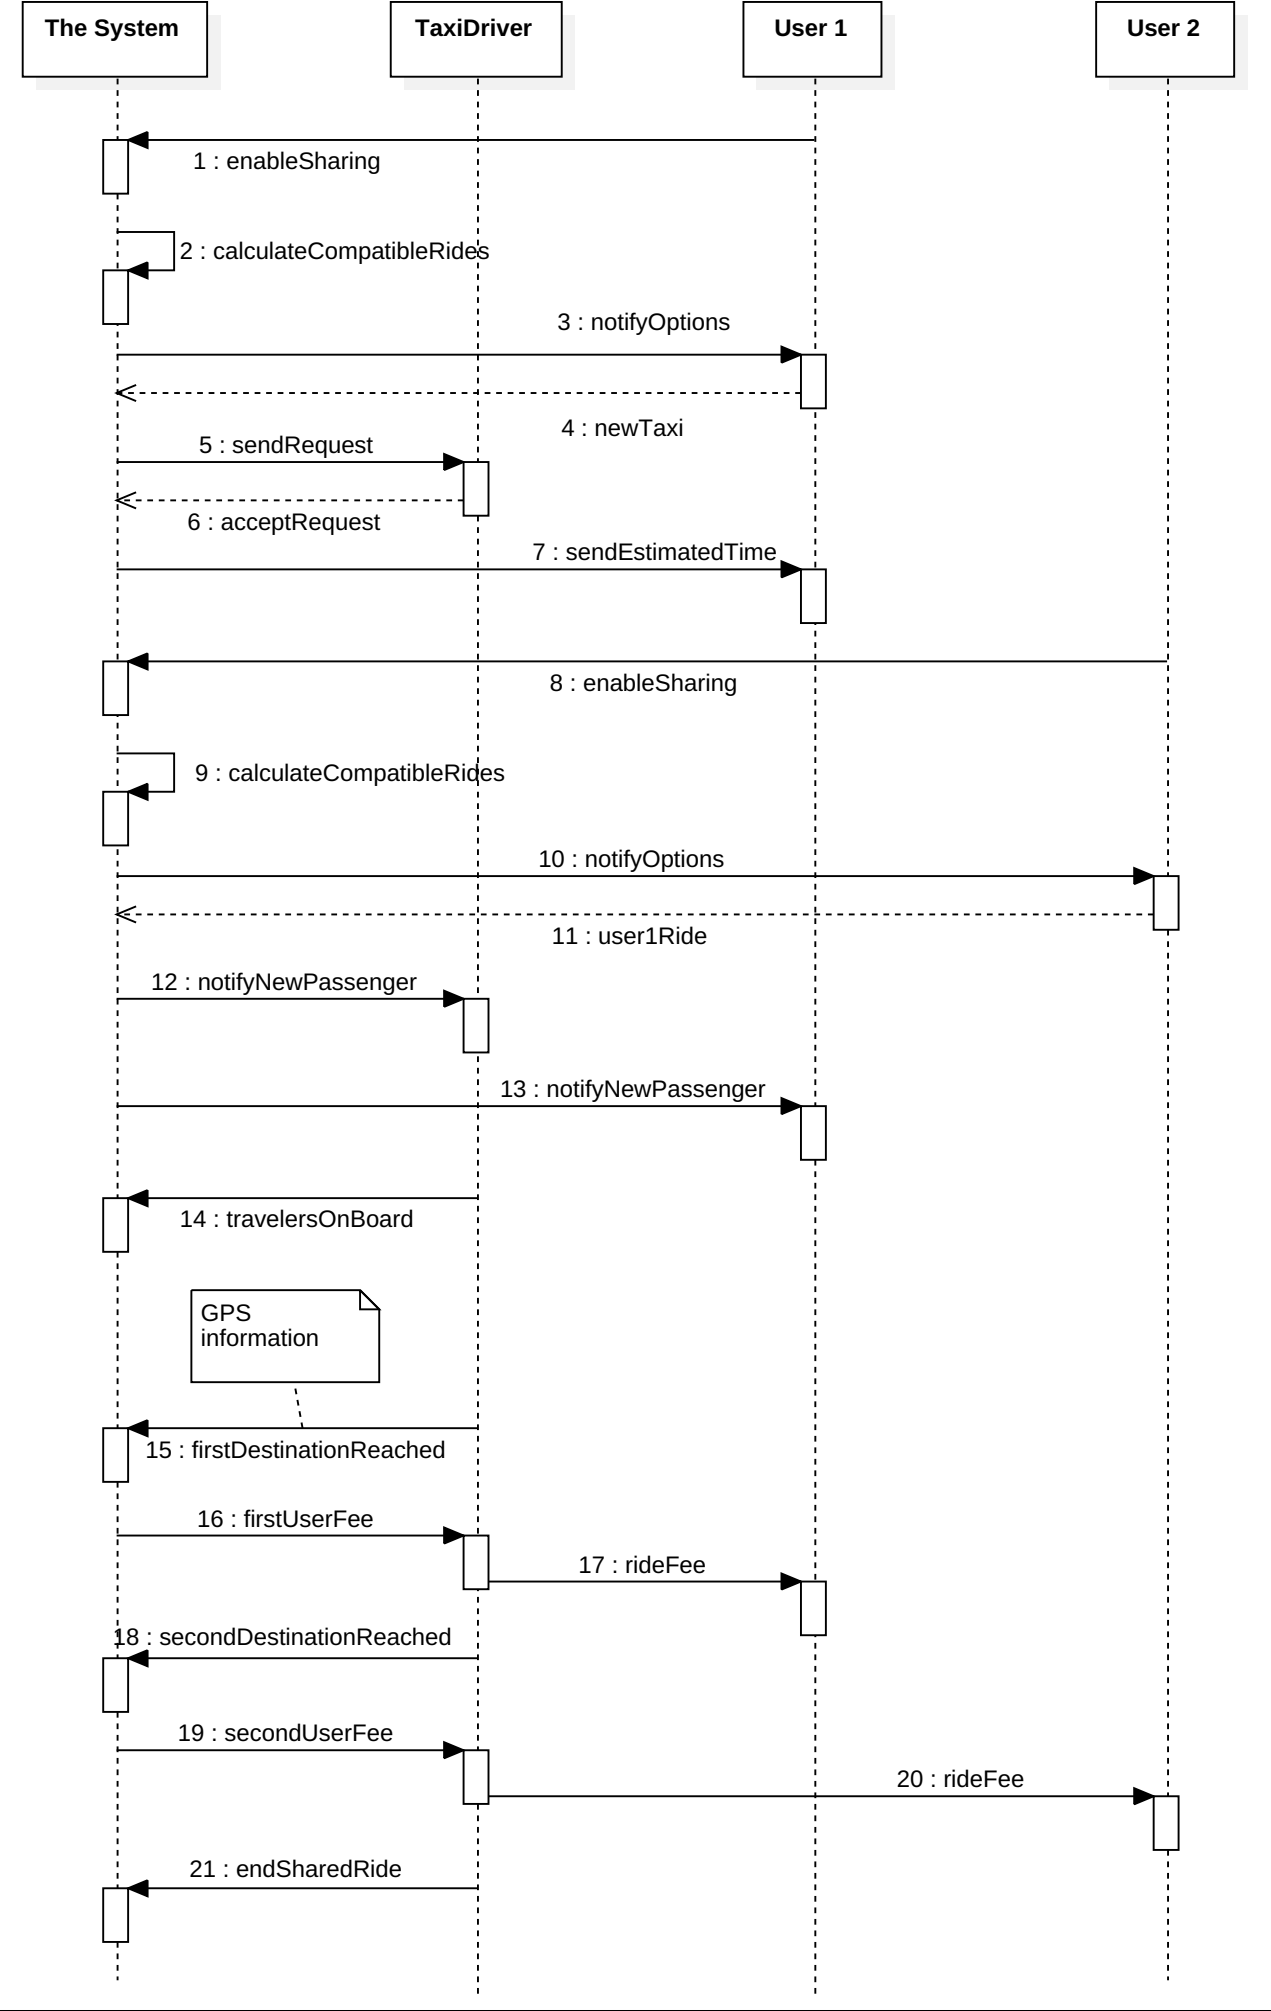 The System
TaxiDriver
User 1
User 2
1 : enableSharing
2 : calculateCompatibleRides
3 : notifyOptions
4 : newTaxi
5 : sendRequest
6 : acceptRequest
7 : sendEstimatedTime
8 : enableSharing
9 : calculateCompatibleRides
10 : notifyOptions
11 : user1Ride
12 : notifyNewPassenger
13 : notifyNewPassenger
14 : travelersOnBoard
GPS
information
15 : firstDestinationReached
16 : firstUserFee
17 : rideFee
18 : secondDestinationReached
19 : secondUserFee
20 : rideFee
21 : endSharedRide